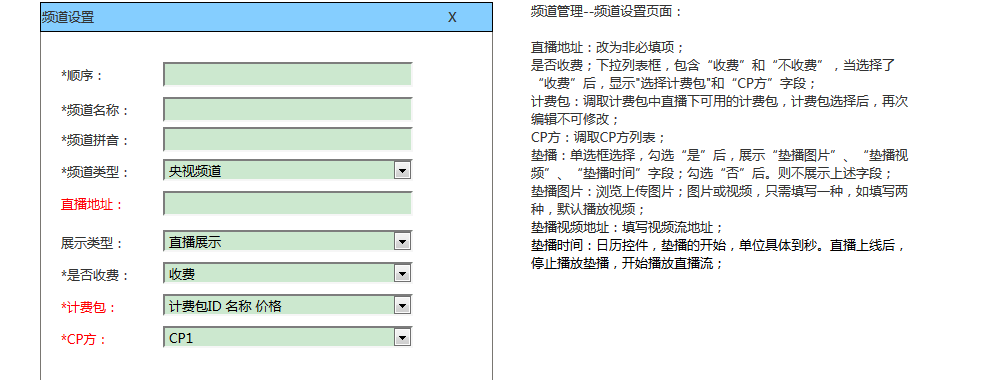 频道设置 X
*顺序：
*频道名称：
*频道拼音：
*频道类型： 央视频道
直播地址：
展示类型： 直播展示
*是否收费： 收费
*计费包： 计费包ID 名称 价格
*CP方： CP1
频道管理--频道设置页面：
直播地址：改为非必填项；
是否收费；下拉列表框，包含“收费”和“不收费”，当选择了
“收费”后，显示"选择计费包"和“CP方”字段；
计费包：调取计费包中直播下可用的计费包，计费包选择后，再次
编辑不可修改；
CP方：调取CP方列表；
垫播：单选框选择，勾选“是”后，展示“垫播图片”、“垫播视
频”、“垫播时间”字段；勾选“否”后。则不展示上述字段；
垫播图片：浏览上传图片；图片或视频，只需填写一种，如填写两
种，默认播放视频；
垫播视频地址：填写视频流地址；
垫播时间：日历控件，垫播的开始，单位具体到秒。直播上线后，
停止播放垫播，开始播放直播流；